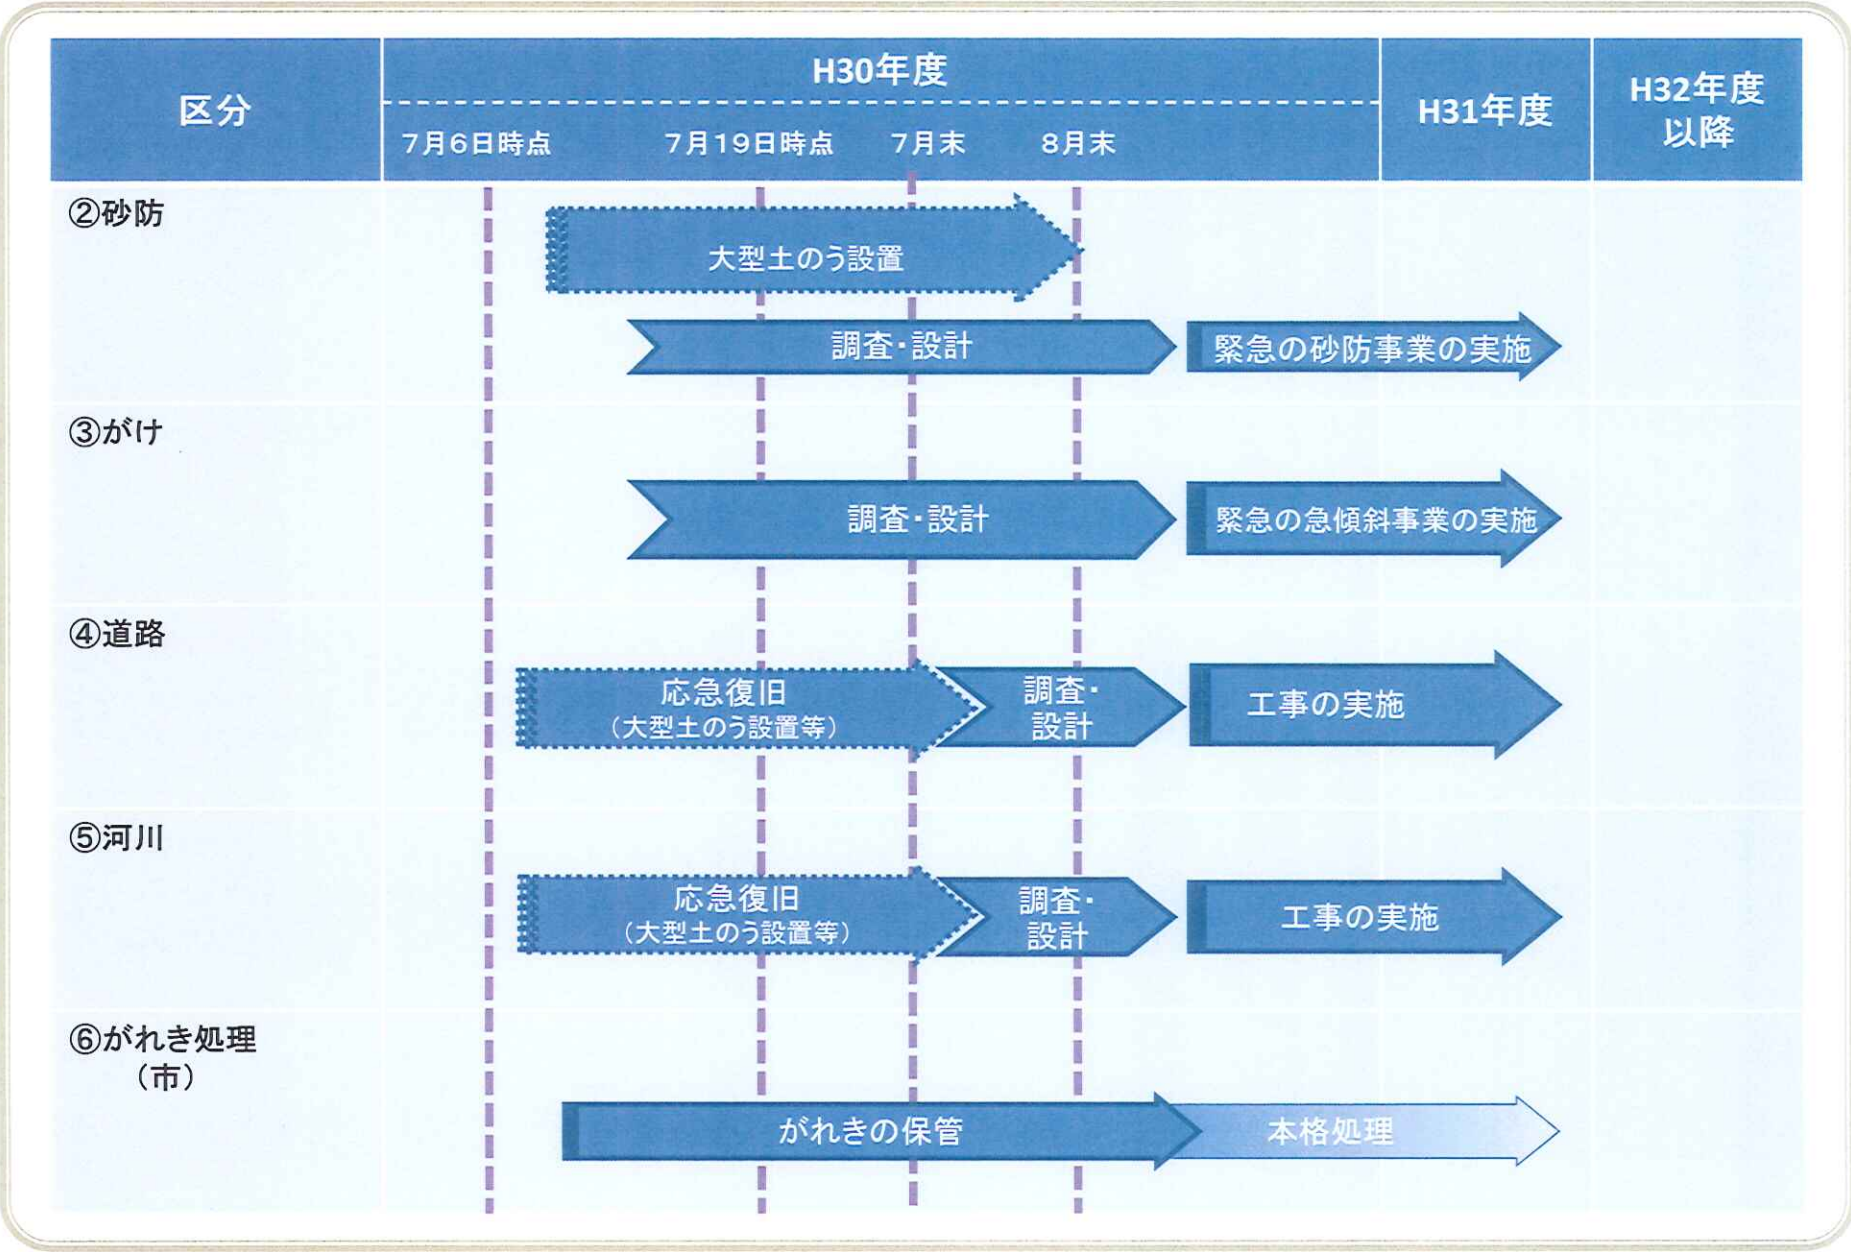 区分
H30年度
H31年度
H32年度
以降
7月6日時点
7月19日時点
7月末
8月末
②砂防
大型土のう設置
調査・設計
緊急の砂防事業の実施
③がけ
調査・設計
緊急の急傾斜事業の実施
④道路
応急復旧
（大型土のう設置等）
調査・
設計
工事の実施
⑤河川
応急復旧
（大型土のう設置等）
調査・
設計
工事の実施
⑥がれき処理
（市）
がれきの保管
本格処理